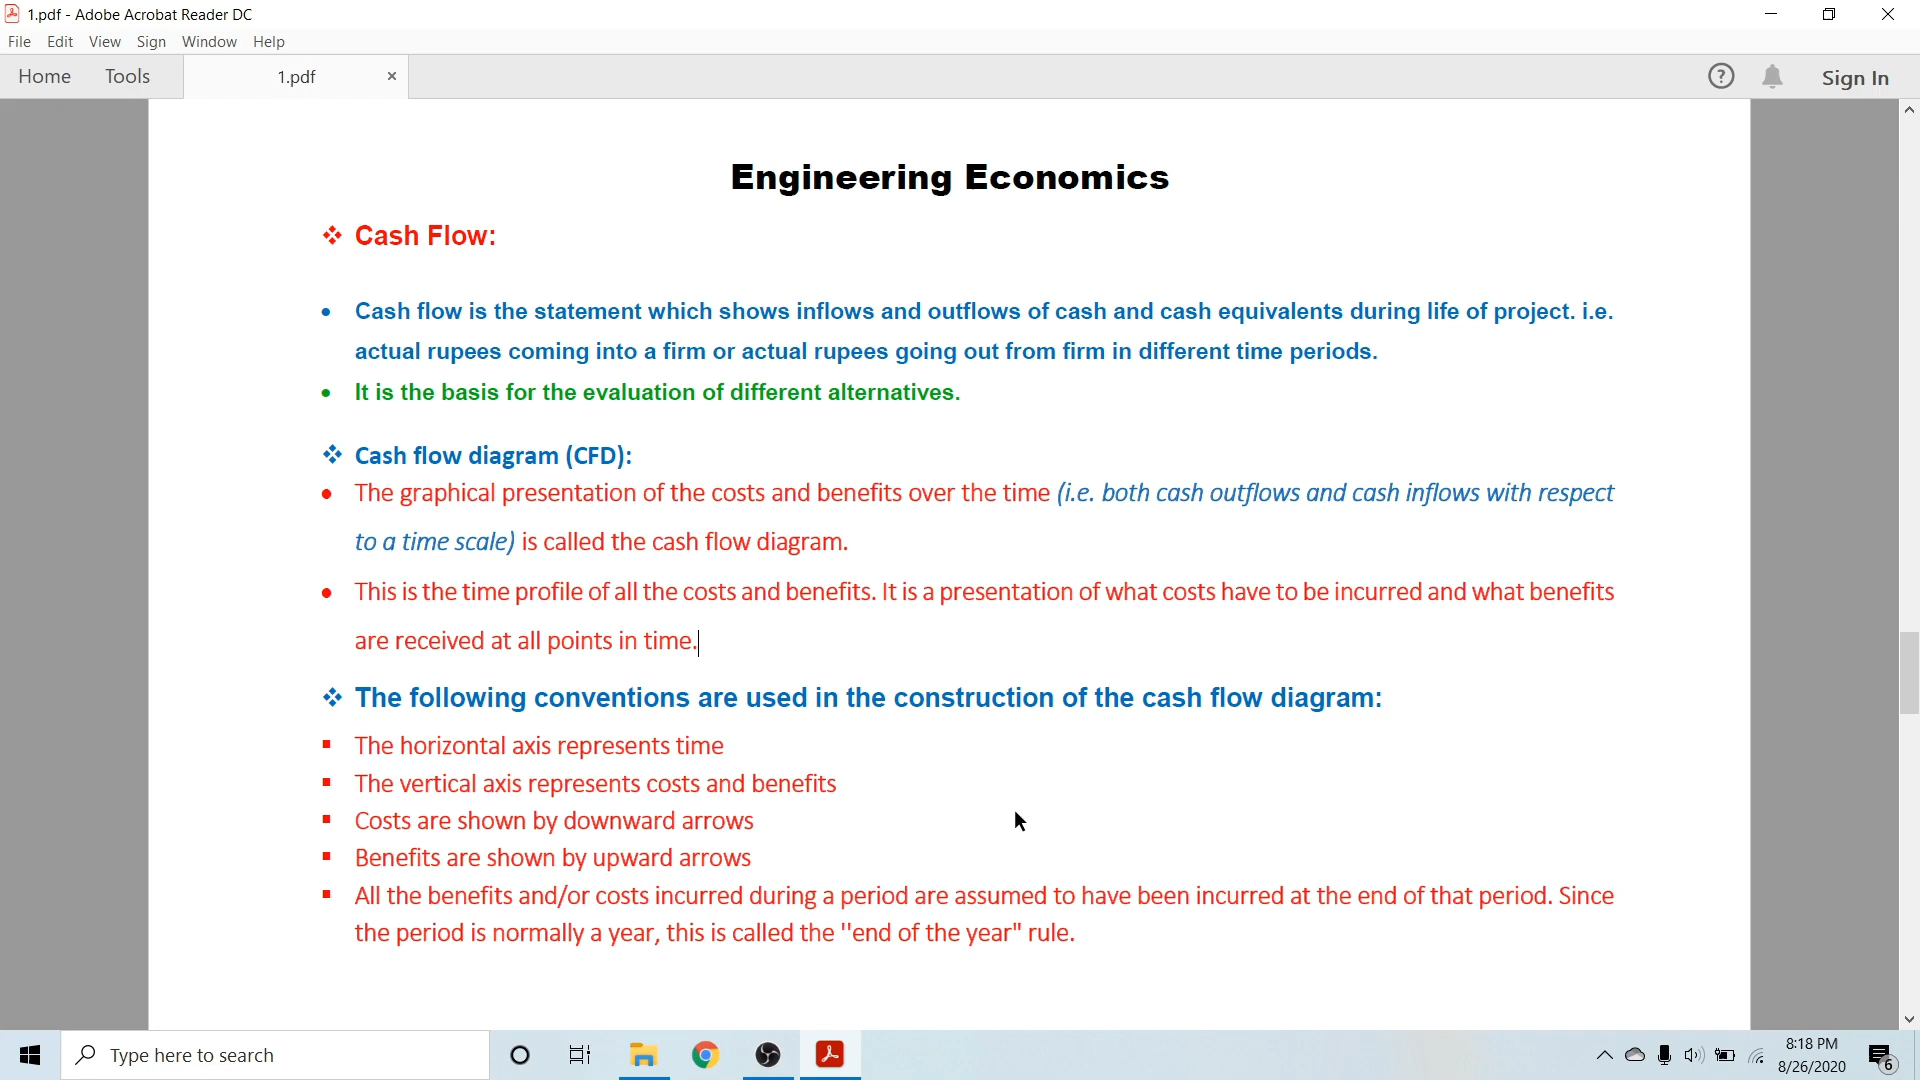 1.pdf - Adobe Acrobat Reader DC
File Edit View Sign Window Help
Home Tools 1.pdf × ? Sign In
Engineering Economics
❖ Cash Flow:
• Cash flow is the statement which shows inflows and outflows of cash and cash equivalents during life of project. i.e.
actual rupees coming into a firm or actual rupees going out from firm in different time periods.
• It is the basis for the evaluation of different alternatives.
❖ Cash flow diagram (CFD):
• The graphical presentation of the costs and benefits over the time (i.e. both cash outflows and cash inflows with respect
to a time scale) is called the cash flow diagram.
• This is the time profile of all the costs and benefits. It is a presentation of what costs have to be incurred and what benefits
are received at all points in time.
❖ The following conventions are used in the construction of the cash flow diagram:
▪ The horizontal axis represents time
▪ The vertical axis represents costs and benefits
▪ Costs are shown by downward arrows
▪ Benefits are shown by upward arrows
▪ All the benefits and/or costs incurred during a period are assumed to have been incurred at the end of that period. Since
the period is normally a year, this is called the "end of the year" rule.
Type here to search
8:18 PM
8/26/2020
6